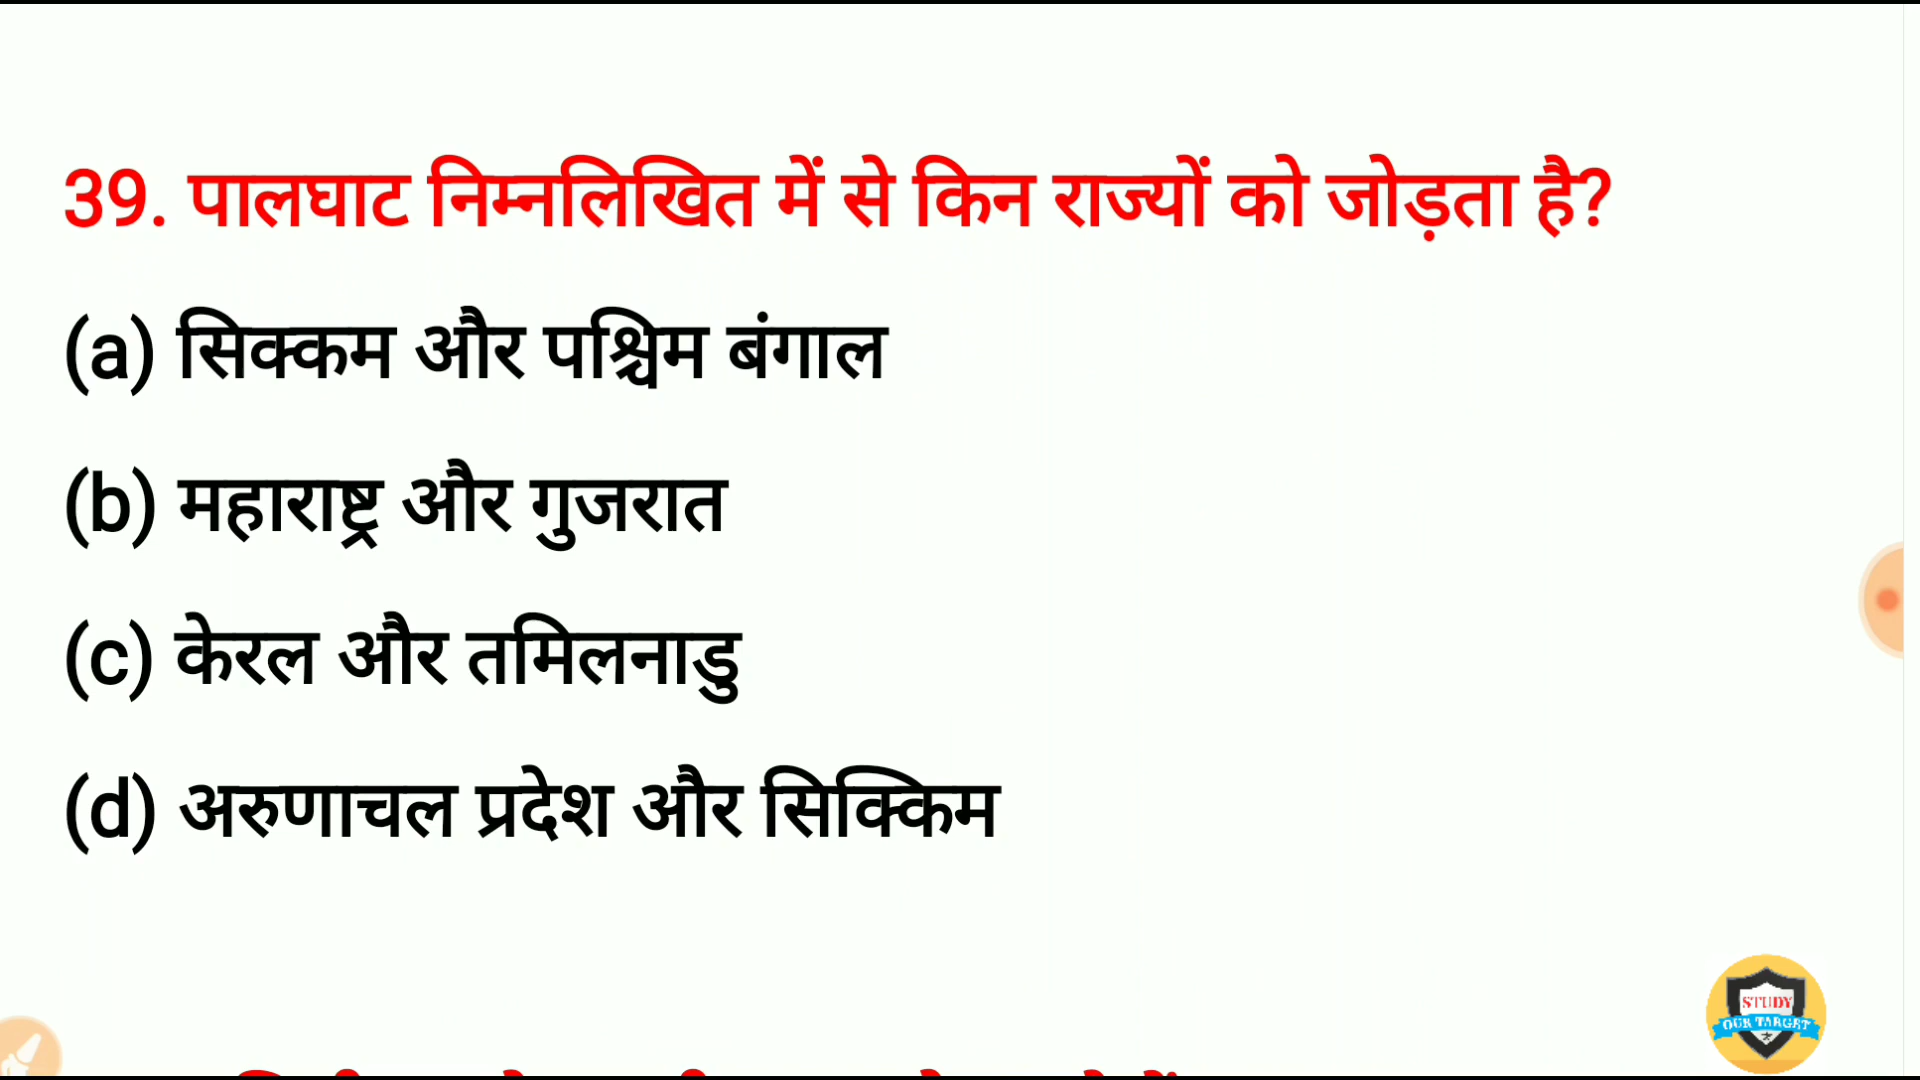 39. पालघाट निम्नलिखित में से किन राज्यों को जोड़ता है?
(a) सिक्कम और पश्चिम बंगाल
(b) महाराष्ट्र और गुजरात
(c) केरल और तमिलनाडु
(d) अरुणाचल प्रदेश और सिक्किम
STUDY
OUR TARGET